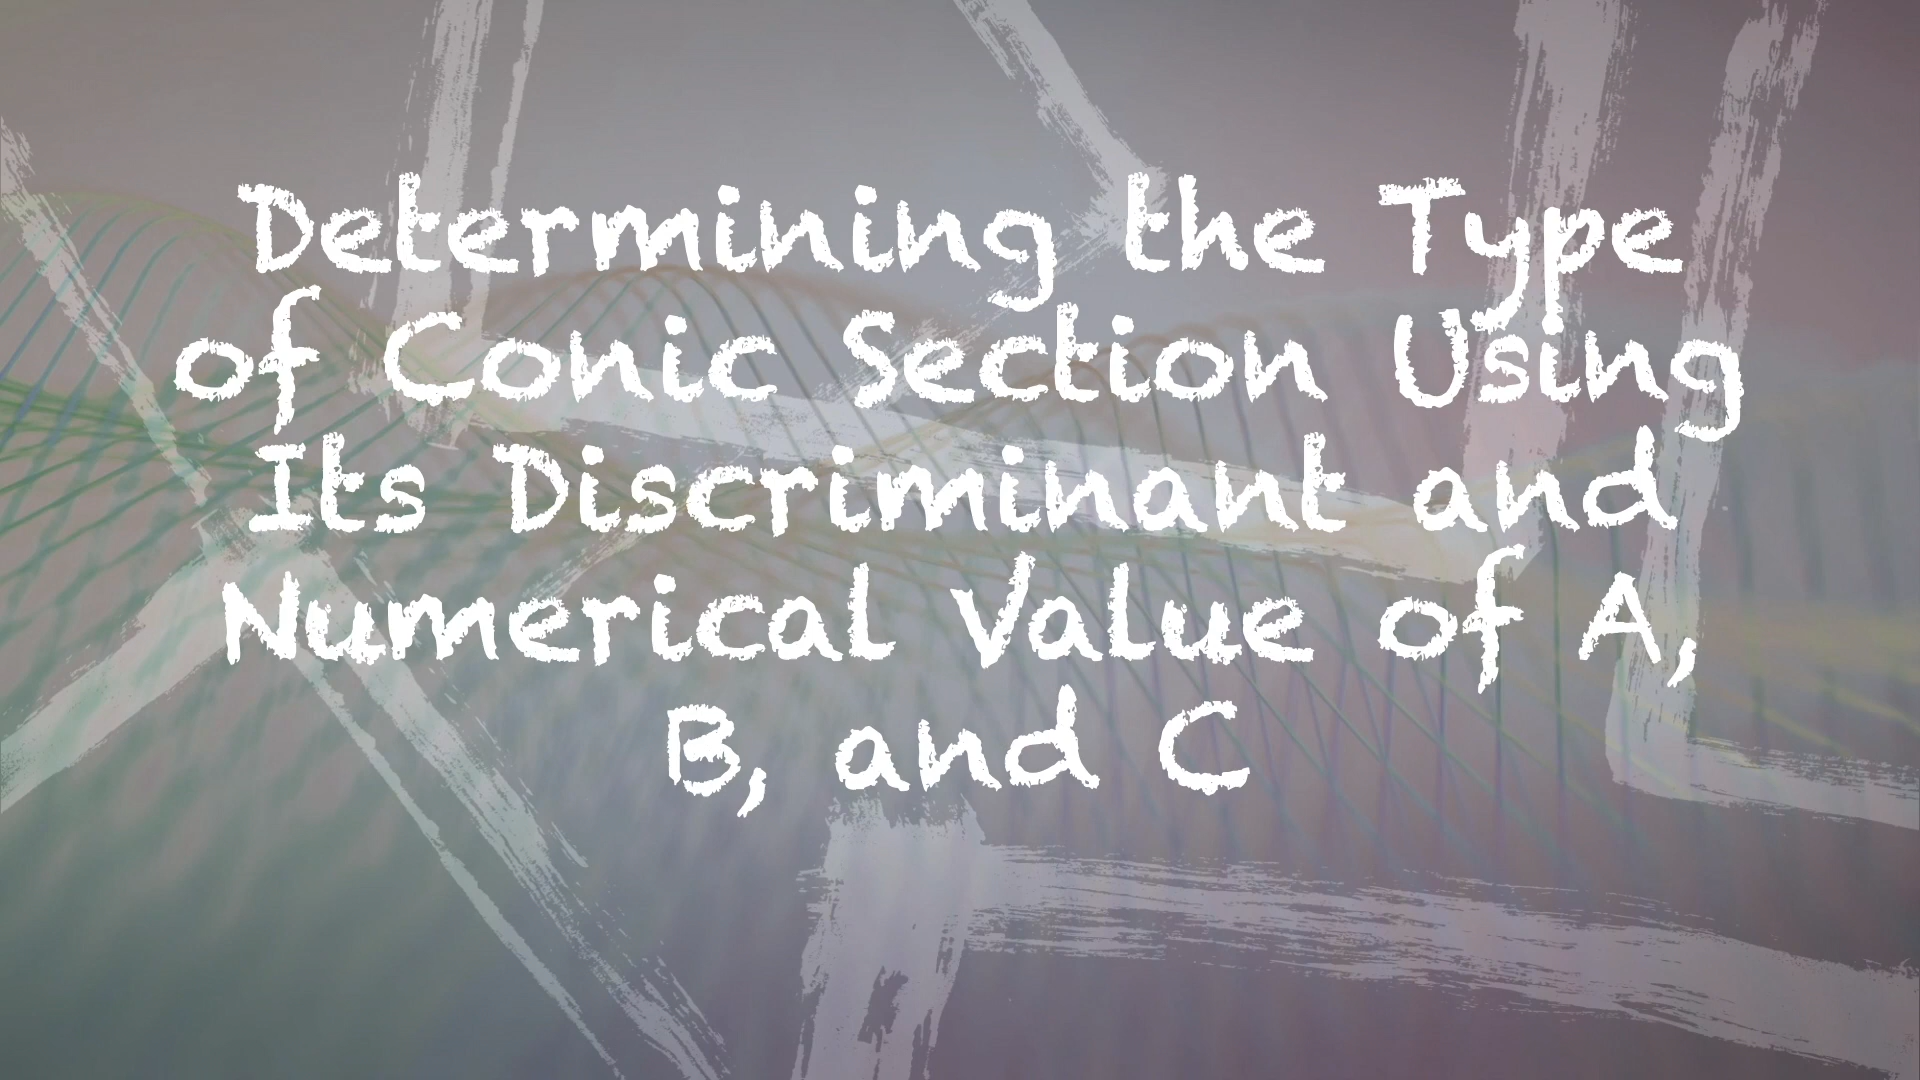 Determining the Type
of Conic Section Using
Its Discriminant and
Numerical Value of A,
B, and C